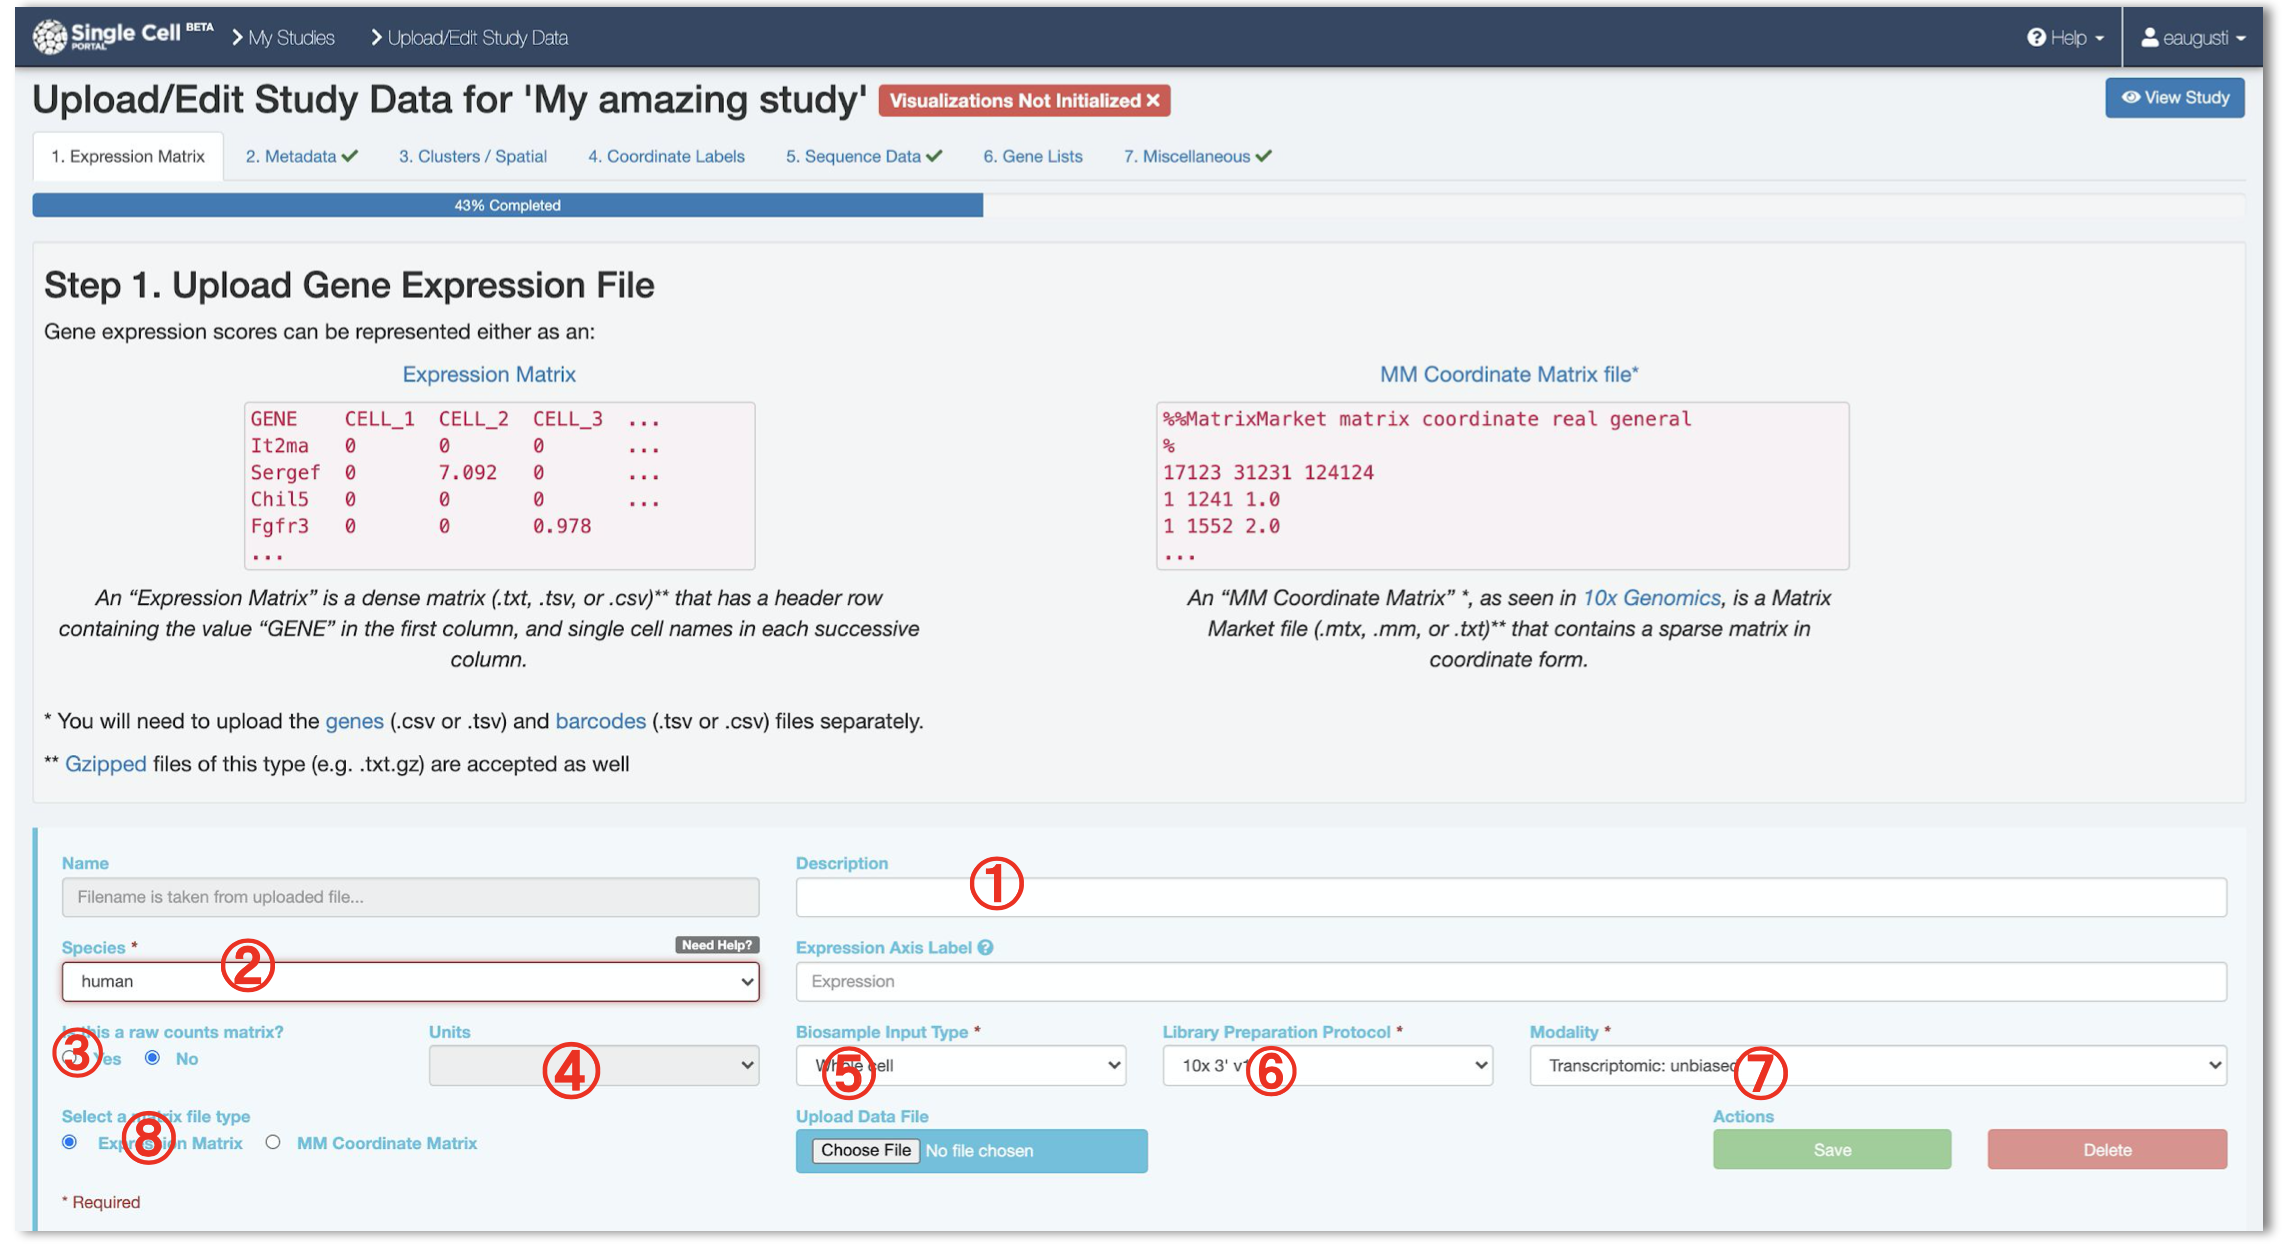 Single Cell BETA
PORTAL
My Studies
Upload/Edit Study Data
Help
eaugusti
Upload/Edit Study Data for 'My amazing study'
Visualizations Not Initialized ×
View Study
1. Expression Matrix
2. Metadata ✔
3. Clusters / Spatial
4. Coordinate Labels
5. Sequence Data ✔
6. Gene Lists
7. Miscellaneous ✔
43% Completed
Step 1. Upload Gene Expression File
Gene expression scores can be represented either as an:
Expression Matrix
GENE CELL_1 CELL_2 CELL_3 ...
It2ma 0 0 0 ...
Sergef 0 7.092 0 ...
Chil5 0 0 0 ...
Fgfr3 0 0 0.978
...
An “Expression Matrix” is a dense matrix (.txt, .tsv, or .csv)** that has a header row
containing the value “GENE” in the first column, and single cell names in each successive
column.
MM Coordinate Matrix file*
%%MatrixMarket matrix coordinate real general
%
17123 31231 124124
1 1241 1.0
1 1552 2.0
...
An “MM Coordinate Matrix” *, as seen in 10x Genomics, is a Matrix
Market file (.mtx, .mm, or .txt)** that contains a sparse matrix in
coordinate form.
* You will need to upload the genes (.csv or .tsv) and barcodes (.tsv or .csv) files separately.
** Gzipped files of this type (e.g. .txt.gz) are accepted as well
Name
Filename is taken from uploaded file...
Description
①
Species *
②
Need Help?
human
Expression Axis Label
Expression
Is this a raw counts matrix?
③
Yes
No
Units
④
Biosample Input Type *
Whole cell
⑤
Library Preparation Protocol *
10x 3' v1
⑥
Modality *
Transcriptomic: unbiased
⑦
Select a matrix file type
⑧
Expression Matrix
MM Coordinate Matrix
Upload Data File
Choose File No file chosen
Actions
Save
Delete
* Required